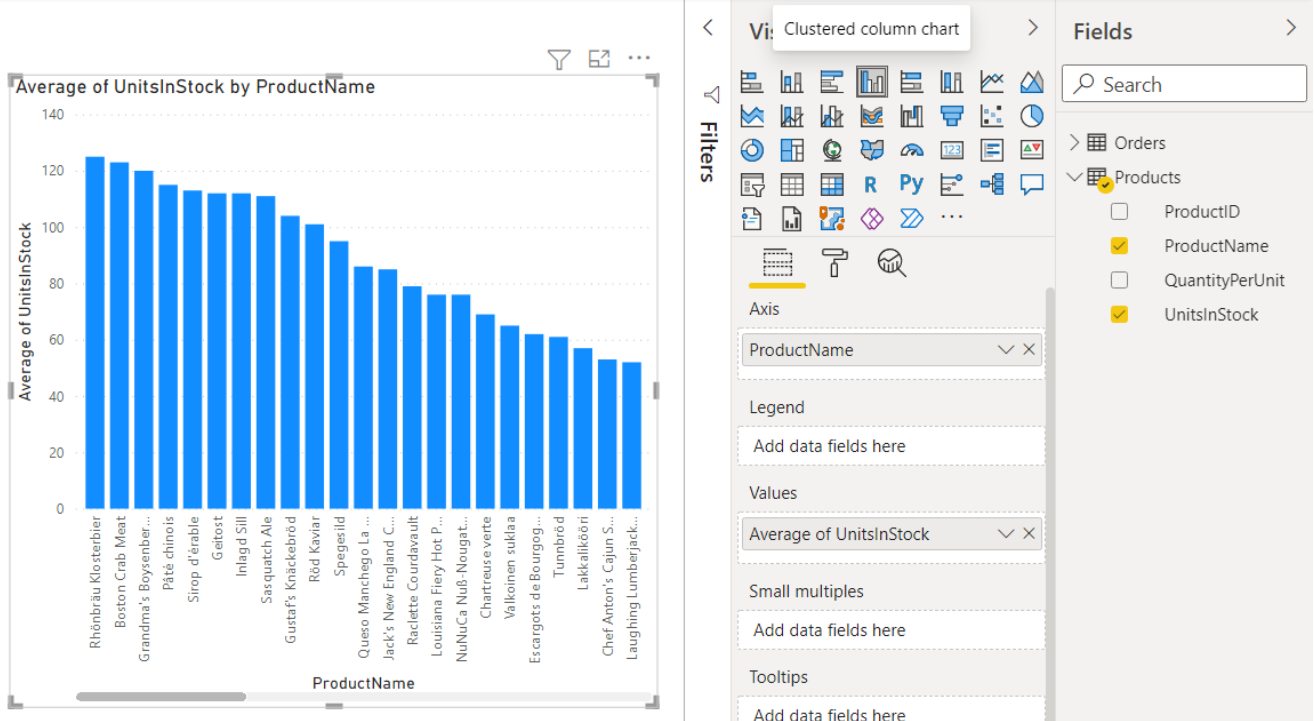 Average of UnitsInStock by ProductName
140
120
100
80
60
40
20
0
Average of UnitsInStock
Rhönbräu Klosterbier
Boston Crab Meat
Grandma's Boysenber...
Pâté chinois
Sirop d'érable
Geitost
Inlagd Sill
Sasquatch Ale
Gustaf's Knäckebröd
Röd Kaviar
Spegesild
Queso Manchego La ...
Jack's New England C...
Raclette Courdavault
Louisiana Fiery Hot P...
NuNuCa Nuß-Nougat...
Chartreuse verte
Valkoinen suklaa
Escargots de Bourgog...
Tunnbröd
Lakkalikööri
Chef Anton's Cajun S...
Laughing Lumberjack...
ProductName
Filters
Vis
Clustered column chart
123
R
Py
Axis
ProductName
Legend
Add data fields here
Values
Average of UnitsInStock
Small multiples
Add data fields here
Tooltips
Add data fields here
Fields
Search
Orders
Products
ProductID
ProductName
QuantityPerUnit
UnitsInStock